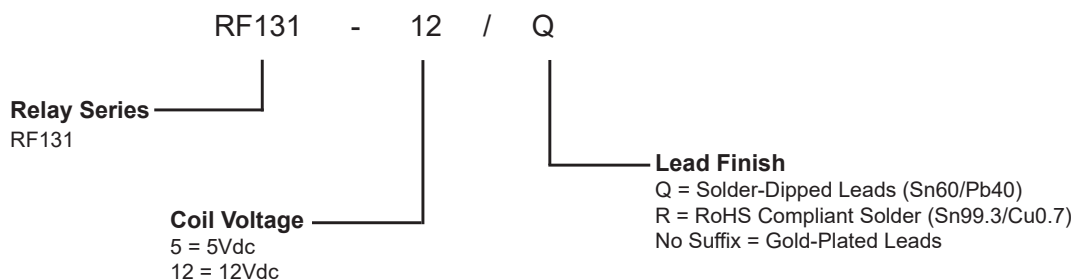 RF131 - 12 / Q
Relay Series
RF131
Coil Voltage
5 = 5Vdc
12 = 12Vdc
Lead Finish
Q = Solder-Dipped Leads (Sn60/Pb40)
R = RoHS Compliant Solder (Sn99.3/Cu0.7)
No Suffix = Gold-Plated Leads